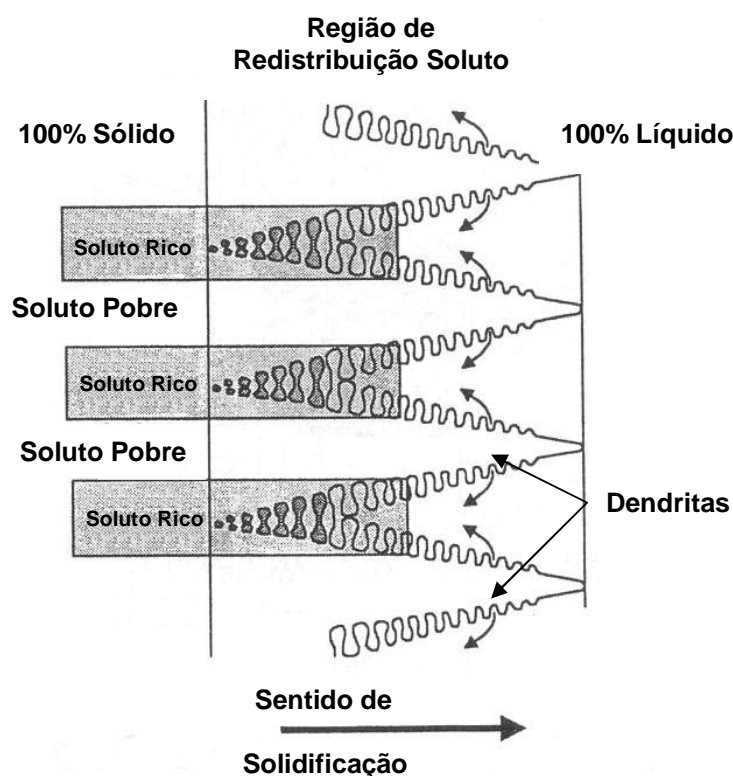 Região de
Redistribuição Soluto
100% Sólido
100% Líquido
Soluto Rico
Soluto Pobre
Soluto Rico
Soluto Pobre
Dendritas
Soluto Rico
Sentido de
Solidificação